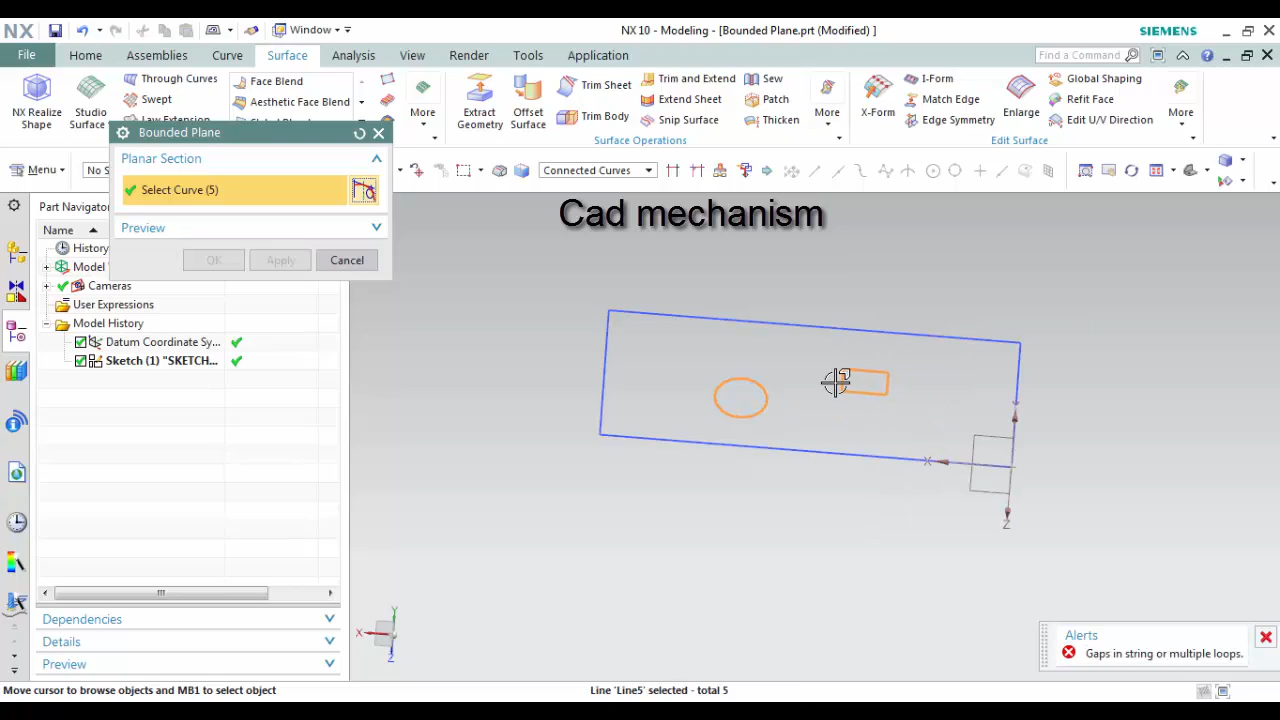 NX
Window
NX 10 - Modeling - [Bounded Plane.prt (Modified) ]
SIEMENS
File
Home
Assemblies
Curve
Surface
Analysis
View
Render
Tools
Application
Find a Command
NX Realize Shape
Studio Surface
Through Curves
Swept
Face Blend
Aesthetic Face Blend
More
Extract Geometry
Offset Surface
Trim Sheet
Trim Body
Trim and Extend
Extend Sheet
Snip Surface
Sew
Patch
Thicken
More
Surface Operations
X-Form
I-Form
Match Edge
Edge Symmetry
Enlarge
Global Shaping
Refit Face
Edit U/V Direction
More
Edit Surface
Menu
No S
Connected Curves
Bounded Plane
Planar Section
Select Curve (5)
Preview
OK
Apply
Cancel
Cad mechanism
Part Navigator
Name
History
Model
Cameras
User Expressions
Model History
Datum Coordinate Sy...
Sketch (1) "SKETCH...
Dependencies
Details
Preview
X
Z
Y
X
Z
Alerts
Gaps in string or multiple loops.
Move cursor to browse objects and MB1 to select object
Line 'Line5' selected - total 5